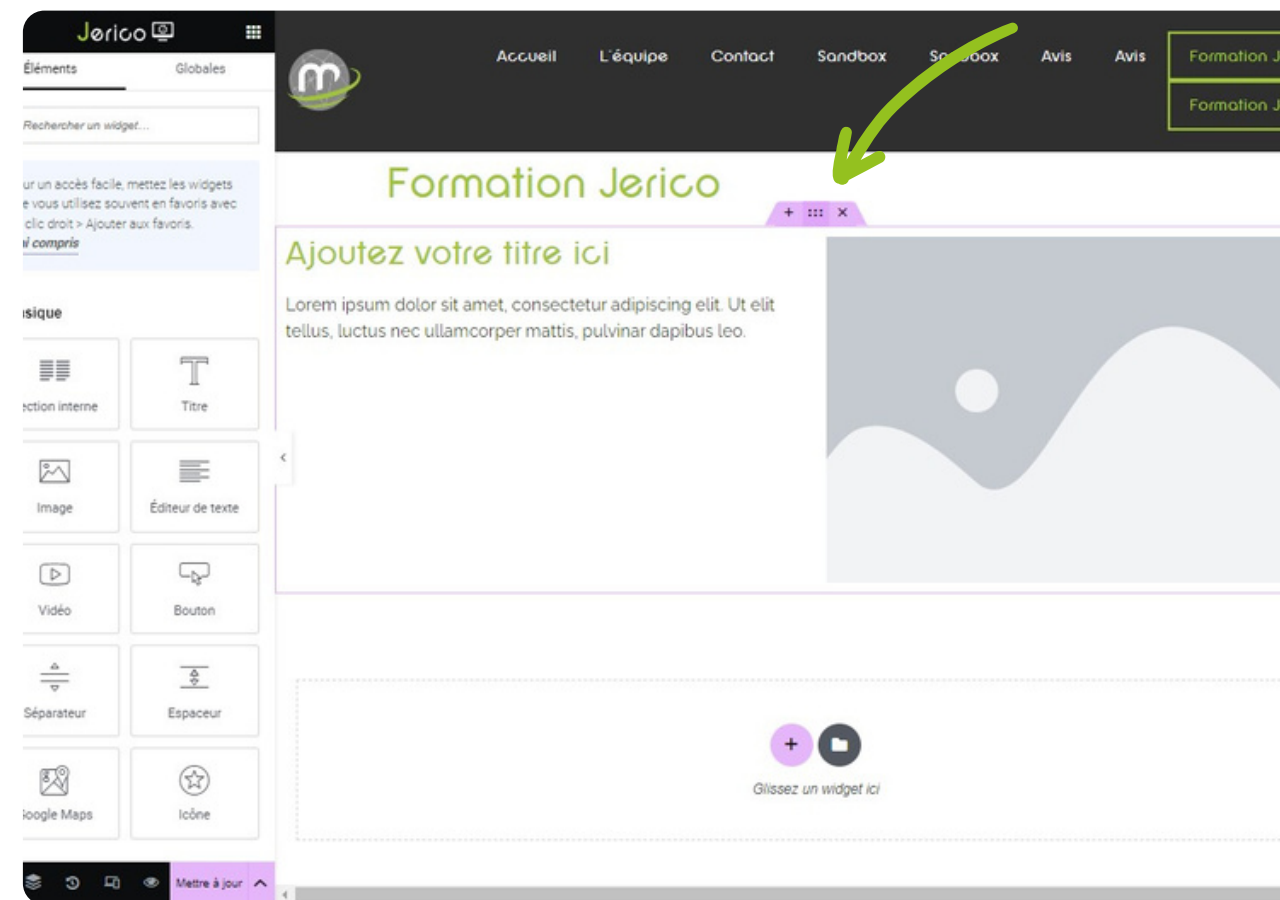 Jerico
Éléments
Globales
Rechercher un widget...
ur un accès facile, mettez les widgets
e vous utilisez souvent en favoris avec
clic droit > Ajouter aux favoris.
i compris
sique
ection interne
Titre
Image
Éditeur de texte
Vidéo
Bouton
Séparateur
Espaceur
oogle Maps
Icône
Mettre à jour
m
Accueil
L'équipe
Contact
Sandbox
Sandbox
Avis
Avis
Formation J
Formation J
Formation Jerico
Ajoutez votre titre ici
Lorem ipsum dolor sit amet, consectetur adipiscing elit. Ut elit
tellus, luctus nec ullamcorper mattis, pulvinar dapibus leo.
Glissez un widget ici